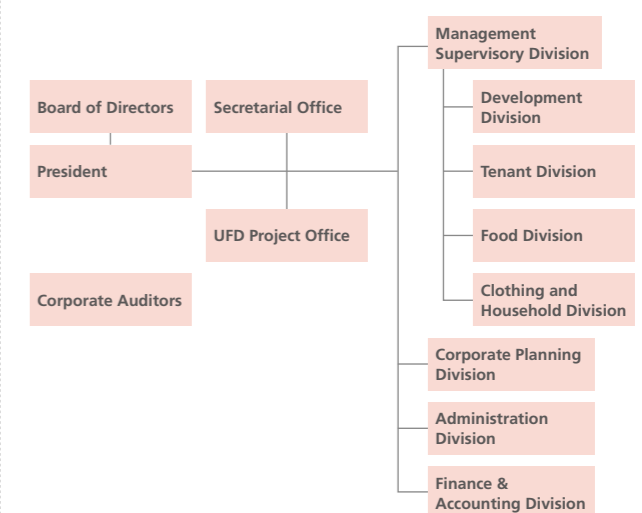 Board of Directors
President
Corporate Auditors
Secretarial Office
UFD Project Office
Management
Supervisory Division
Development
Division
Tenant Division
Food Division
Clothing and
Household Division
Corporate Planning
Division
Administration
Division
Finance &
Accounting Division